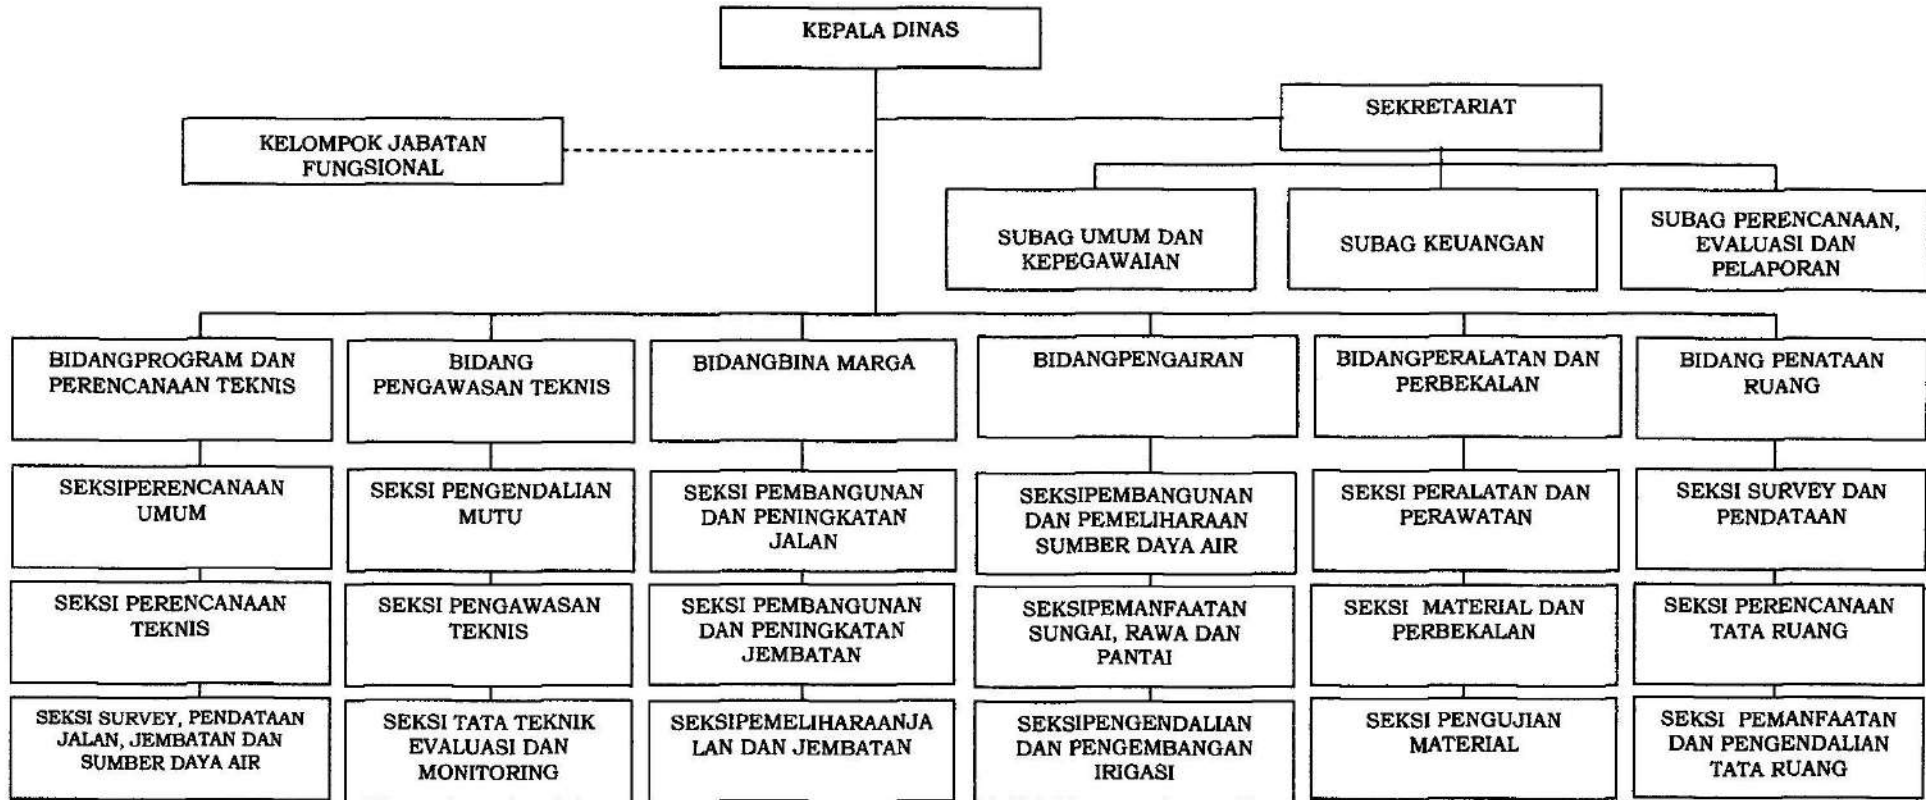 KEPALA DINAS
SEKRETARIAT
KELOMPOK JABATAN
FUNGSIONAL
SUBAG UMUM DAN
KEPEGAWAIAN
SUBAG KEUANGAN
SUBAG PERENCANAAN,
EVALUASI DAN
PELAPORAN
BIDANGPROGRAM DAN
PERENCANAAN TEKNIS
BIDANG
PENGAWASAN TEKNIS
BIDANGBINA MARGA
BIDANGPENGAIRAN
BIDANGPERALATAN DAN
PERBEKALAN
BIDANG PENATAAN
RUANG
SEKSIPERENCANAAN
UMUM
SEKSI PENGENDALIAN
MUTU
SEKSI PEMBANGUNAN
DAN PENINGKATAN
JALAN
SEKSIPEMBANGUNAN
DAN PEMELIHARAAN
SUMBER DAYA AIR
SEKSI PERALATAN DAN
PERAWATAN
SEKSI SURVEY DAN
PENDATAAN
SEKSI PERENCANAAN
TEKNIS
SEKSI PENGAWASAN
TEKNIS
SEKSI PEMBANGUNAN
DAN PENINGKATAN
JEMBATAN
SEKSIPEMANFAATAN
SUNGAI, RAWA DAN
PANTAI
SEKSI MATERIAL DAN
PERBEKALAN
SEKSI PERENCANAAN
TATA RUANG
SEKSI SURVEY, PENDATAAN
JALAN, JEMBATAN DAN
SUMBER DAYA AIR
SEKSI TATA TEKNIK
EVALUASI DAN
MONITORING
SEKSIPEMELIHARAANJA
LAN DAN JEMBATAN
SEKSIPENGENDALIAN
DAN PENGEMBANGAN
IRIGASI
SEKSI PENGUJIAN
MATERIAL
SEKSI PEMANFAATAN
DAN PENGENDALIAN
TATA RUANG